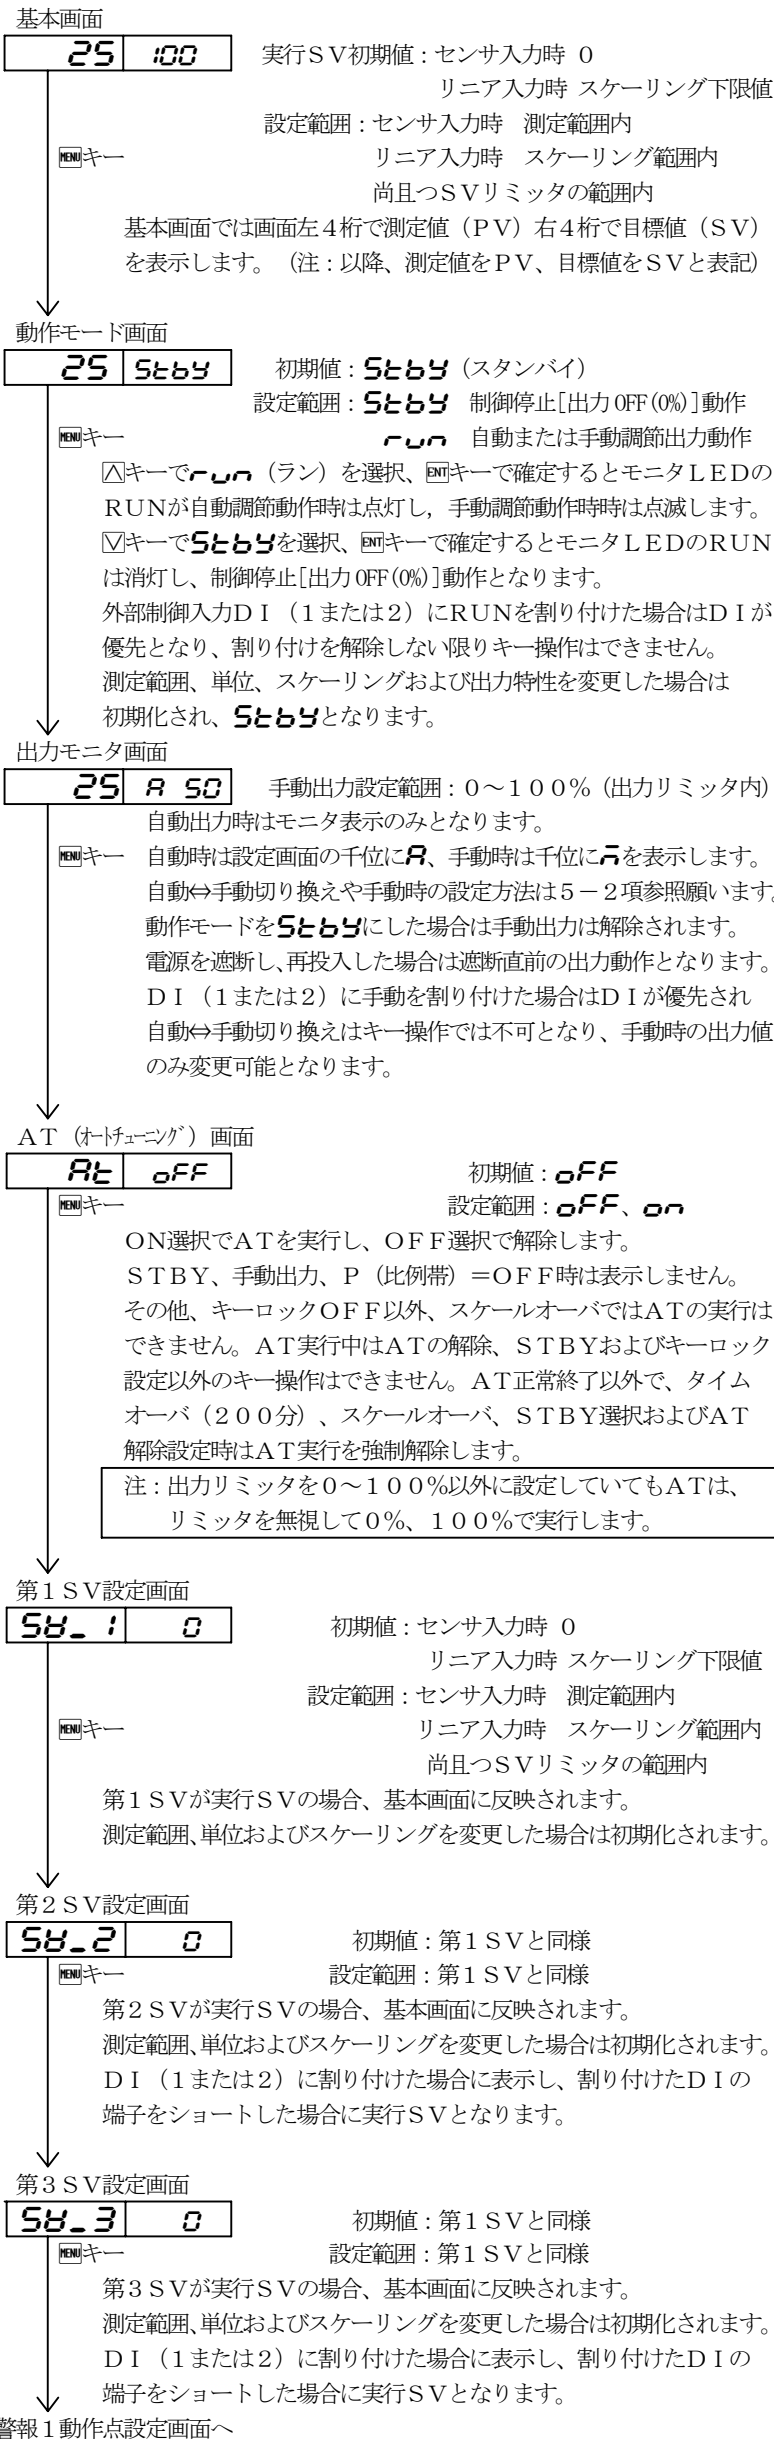 基本画面
25 100 実行SV初期値：センサ入力時 0
リニア入力時 スケーリング下限値
設定範囲：センサ入力時 測定範囲内
MENUキー リニア入力時 スケーリング範囲内
尚且つSVリミッタの範囲内
基本画面では画面左4桁で測定値（PV）右4桁で目標値（SV）
を表示します。（注：以降、測定値をPV、目標値をSVと表記）
動作モード画面
25 Stby 初期値：Stby（スタンバイ）
設定範囲：Stby 制御停止[出力OFF(0%)]動作
MENUキー run 自動または手動調節出力動作
△キーでrun（ラン）を選択、ENTキーで確定するとモニタLEDの
RUNが自動調節動作時は点灯し，手動調節動作時時は点滅します。
▽キーでStbyを選択、ENTキーで確定するとモニタLEDのRUN
は消灯し、制御停止[出力OFF(0%)]動作となります。
外部制御入力DI（1または2）にRUNを割り付けた場合はDIが
優先となり、割り付けを解除しない限りキー操作はできません。
測定範囲、単位、スケーリングおよび出力特性を変更した場合は
初期化され、Stbyとなります。
出力モニタ画面
25 A 50 手動出力設定範囲：0～100%（出力リミッタ内）
自動出力時はモニタ表示のみとなります。
MENUキー 自動時は設定画面の千位にA、手動時は千位にñを表示します。
自動⇔手動切り換えや手動時の設定方法は5－2項参照願います。
動作モードをStbyにした場合は手動出力は解除されます。
電源を遮断し、再投入した場合は遮断直前の出力動作となります。
DI（1または2）に手動を割り付けた場合はDIが優先され
自動⇔手動切り換えはキー操作では不可となり、手動時の出力値
のみ変更可能となります。
AT（オートチューニング）画面
At oFF 初期値：oFF
MENUキー 設定範囲：oFF、on
ON選択でATを実行し、OFF選択で解除します。
STBY、手動出力、P（比例帯）＝OFF時は表示しません。
その他、キーロックOFF以外、スケールオーバではATの実行は
できません。AT実行中はATの解除、STBYおよびキーロック
設定以外のキー操作はできません。AT正常終了以外で、タイム
オーバ（200分）、スケールオーバ、STBY選択およびAT
解除設定時はAT実行を強制解除します。
注：出力リミッタを0～100%以外に設定していてもATは、
リミッタを無視して0%、100%で実行します。
第1SV設定画面
SV_1 0 初期値：センサ入力時 0
リニア入力時 スケーリング下限値
設定範囲：センサ入力時 測定範囲内
MENUキー リニア入力時 スケーリング範囲内
尚且つSVリミッタの範囲内
第1SVが実行SVの場合、基本画面に反映されます。
測定範囲、単位およびスケーリングを変更した場合は初期化されます。
第2SV設定画面
SV_2 0 初期値：第1SVと同様
MENUキー 設定範囲：第1SVと同様
第2SVが実行SVの場合、基本画面に反映されます。
測定範囲、単位およびスケーリングを変更した場合は初期化されます。
DI（1または2）に割り付けた場合に表示し、割り付けたDIの
端子をショートした場合に実行SVとなります。
第3SV設定画面
SV_3 0 初期値：第1SVと同様
MENUキー 設定範囲：第1SVと同様
第3SVが実行SVの場合、基本画面に反映されます。
測定範囲、単位およびスケーリングを変更した場合は初期化されます。
DI（1または2）に割り付けた場合に表示し、割り付けたDIの
端子をショートした場合に実行SVとなります。
警報1動作点設定画面へ